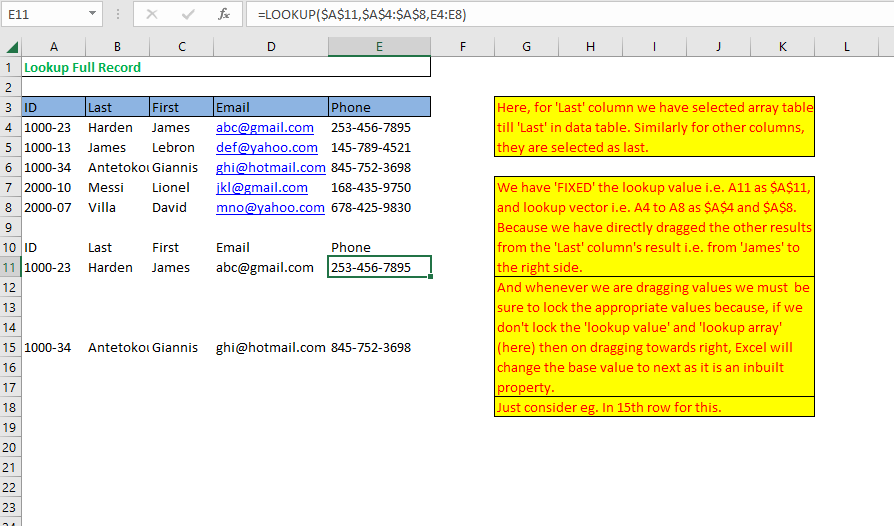 E11 fx =LOOKUP($A$11,$A$4:$A$8,E4:E8)
A B C D E F G H I J K L
1 Lookup Full Record
2
3 ID Last First Email Phone
4 1000-23 Harden James abc@gmail.com 253-456-7895
5 1000-13 James Lebron def@yahoo.com 145-789-4521
6 1000-34 Antetokou Giannis ghi@hotmail.com 845-752-3698
7 2000-10 Messi Lionel jkl@gmail.com 168-435-9750
8 2000-07 Villa David mno@yahoo.com 678-425-9830
9
10 ID Last First Email Phone
11 1000-23 Harden James abc@gmail.com 253-456-7895
12
13
14
15 1000-34 Antetokou Giannis ghi@hotmail.com 845-752-3698
16
17
18
19
20
21
22
23
24
Here, for 'Last' column we have selected array table
till 'Last' in data table. Similarly for other columns,
they are selected as last.
We have 'FIXED' the lookup value i.e. A11 as $A$11,
and lookup vector i.e. A4 to A8 as $A$4 and $A$8.
Because we have directly dragged the other results
from the 'Last' column's result i.e. from 'James' to
the right side.
And whenever we are dragging values we must be
sure to lock the appropriate values because, if we
don't lock the 'lookup value' and 'lookup array'
(here) then on dragging towards right, Excel will
change the base value to next as it is an inbuilt
property.
Just consider eg. In 15th row for this.